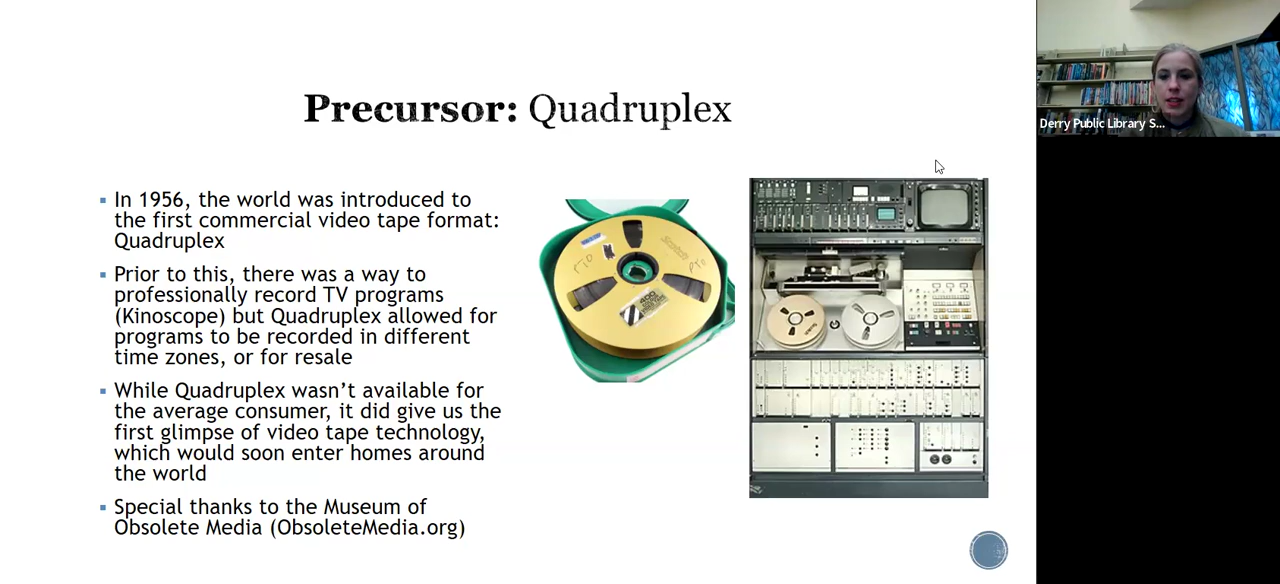 Precursor: Quadruplex
Derry Public Library S...
In 1956, the world was introduced to
the first commercial video tape format:
Quadruplex
Prior to this, there was a way to
professionally record TV programs
(Kinoscope) but Quadruplex allowed for
programs to be recorded in different
time zones, or for resale
While Quadruplex wasn't available for
the average consumer, it did give us the
first glimpse of video tape technology,
which would soon enter homes around
the world
Special thanks to the Museum of
Obsolete Media (ObsoleteMedia.org)
Scotch
400